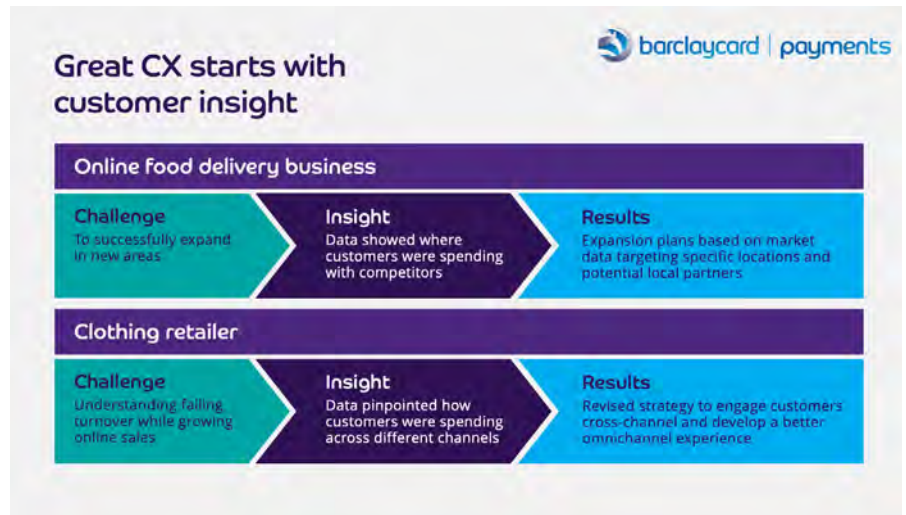 Great CX starts with
customer insight
barclaycard | payments
Online food delivery business
Challenge
To successfully expand
in new areas
Insight
Data showed where
customers were spending
with competitors
Results
Expansion plans based on market
data targeting specific locations and
potential local partners
Clothing retailer
Challenge
Understanding falling
turnover while growing
online sales
Insight
Data pinpointed how
customers were spending
across different channels
Results
Revised strategy to engage customers
cross-channel and develop a better
omnichannel experience